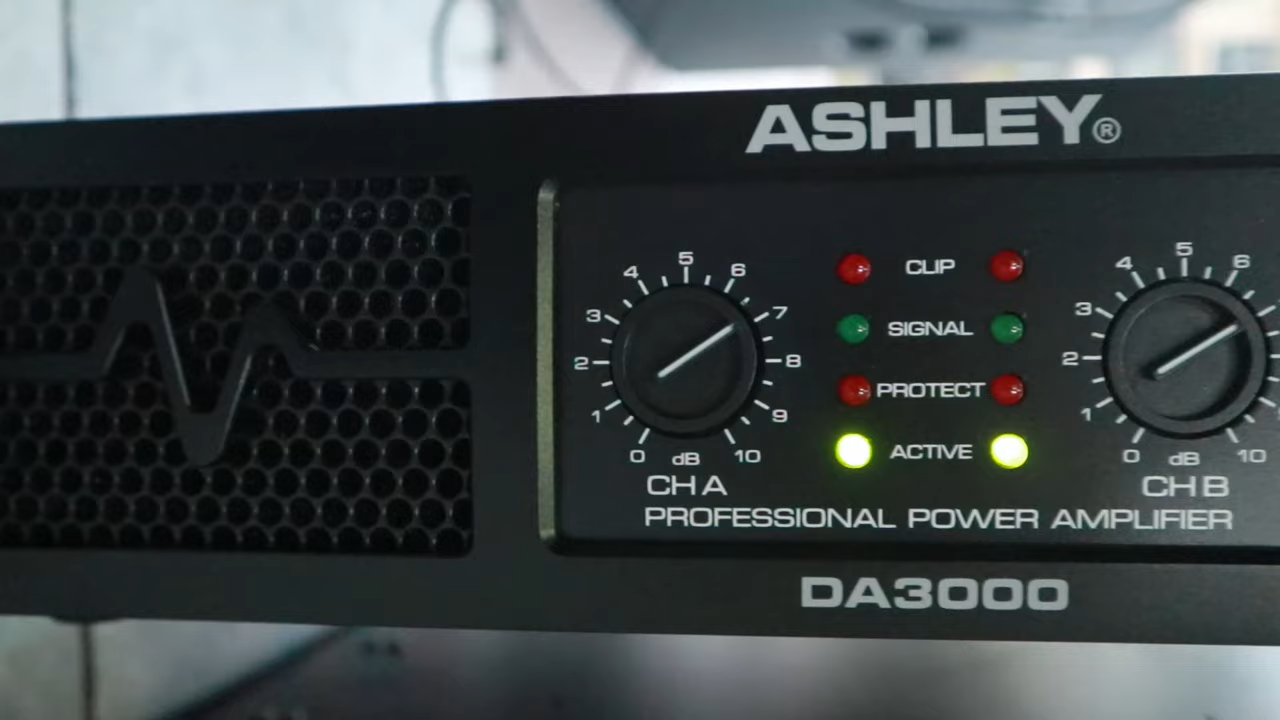 ASHLEY®
0 1 2 3 4 5 6 7 8 9 10
dB
CH A
CLIP
SIGNAL
PROTECT
ACTIVE
0 1 2 3 4 5 6 10
dB
CH B
PROFESSIONAL POWER AMPLIFIER
DA3000